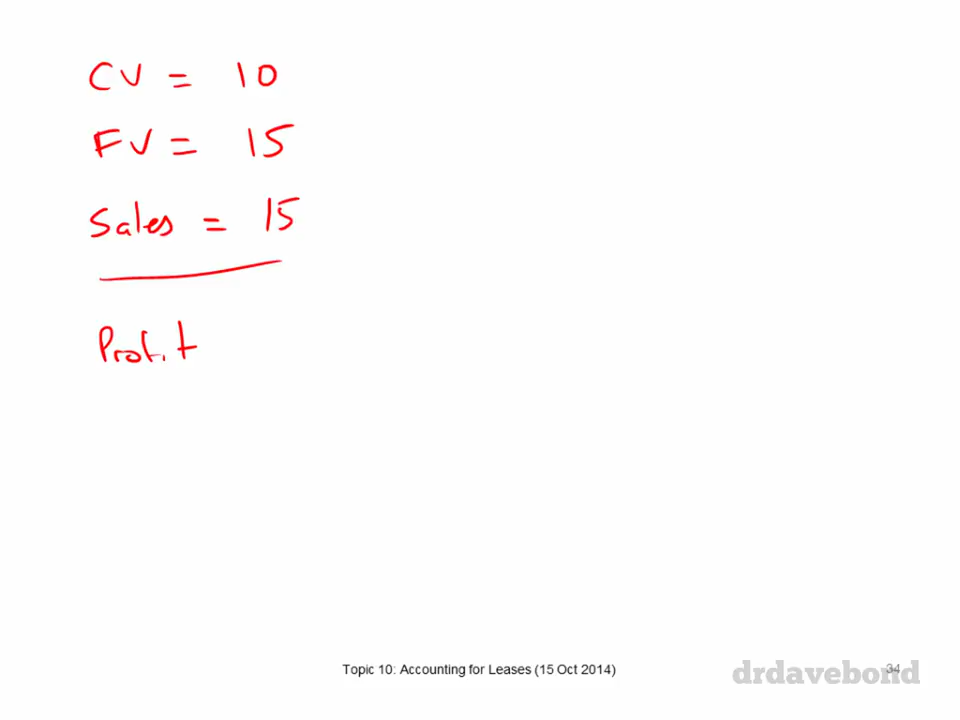 CV = 10
FV = 15
Sales = 15
Profit
Topic 10: Accounting for Leases (15 Oct 2014)
34
drdavebond